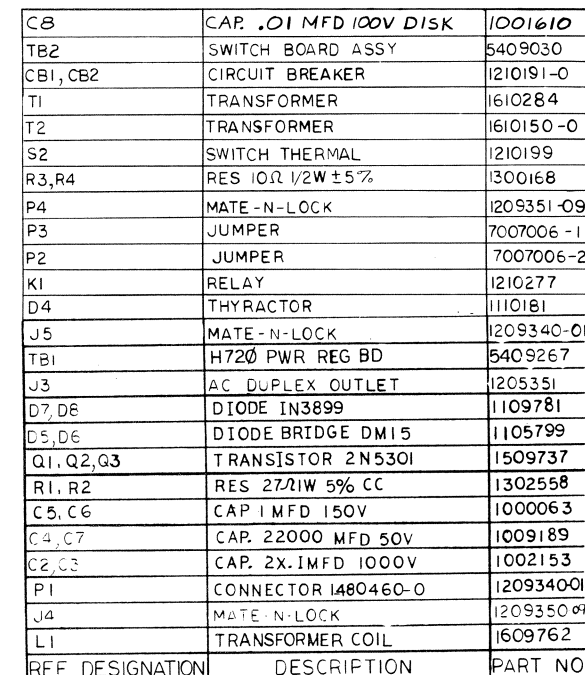 C8 CAP. .01 MFD 100V DISK 1001610
TB2 SWITCH BOARD ASSY 5409030
CB1, CB2 CIRCUIT BREAKER 1210191-0
T1 TRANSFORMER 1610284
T2 TRANSFORMER 1610150-0
S2 SWITCH THERMAL 1210199
R3,R4 RES 10Ω 1/2W ±5% 1300168
P4 MATE-N-LOCK 1209351-09
P3 JUMPER 7007006-1
P2 JUMPER 7007006-2
K1 RELAY 1210277
D4 THYRACTOR 1110181
J5 MATE-N-LOCK 1209340-01
TB1 H72Ø PWR REG BD 5409267
J3 AC DUPLEX OUTLET 1205351
D7,D8 DIODE IN3899 1109781
D5,D6 DIODE BRIDGE DM15 1105799
Q1,Q2,Q3 TRANSISTOR 2N5301 1509737
R1, R2 RES 27Ω1W 5% CC 1302558
C5, C6 CAP 1 MFD 150V 1000063
C4,C7 CAP. 22000 MFD 50V 1009189
C2,C3 CAP. 2X.1MFD 1000V 1002153
P1 CONNECTOR 1480460-0 1209340-01
J4 MATE-N-LOCK 1209350-09
L1 TRANSFORMER COIL 1609762
REF DESIGNATION DESCRIPTION PART NO